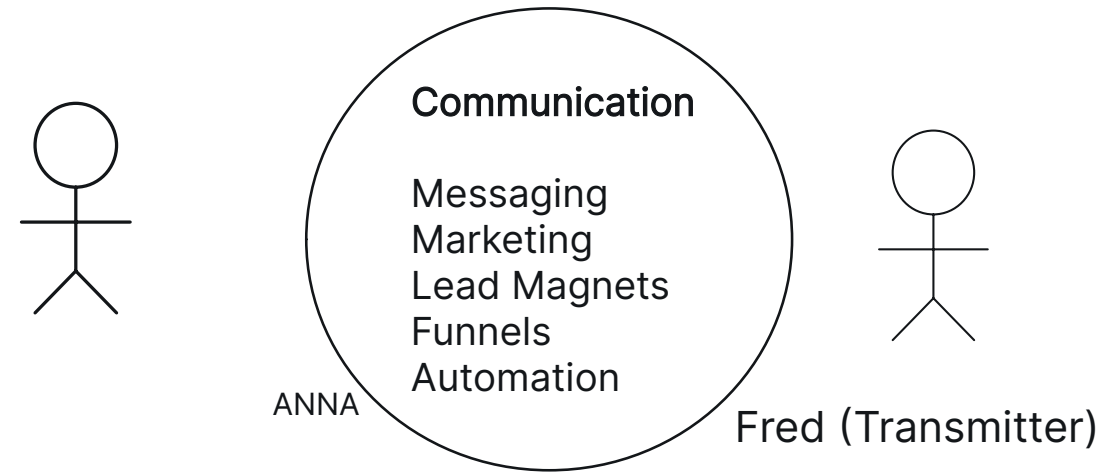 Communication
Messaging
Marketing
Lead Magnets
Funnels
Automation
ANNA
Fred (Transmitter)